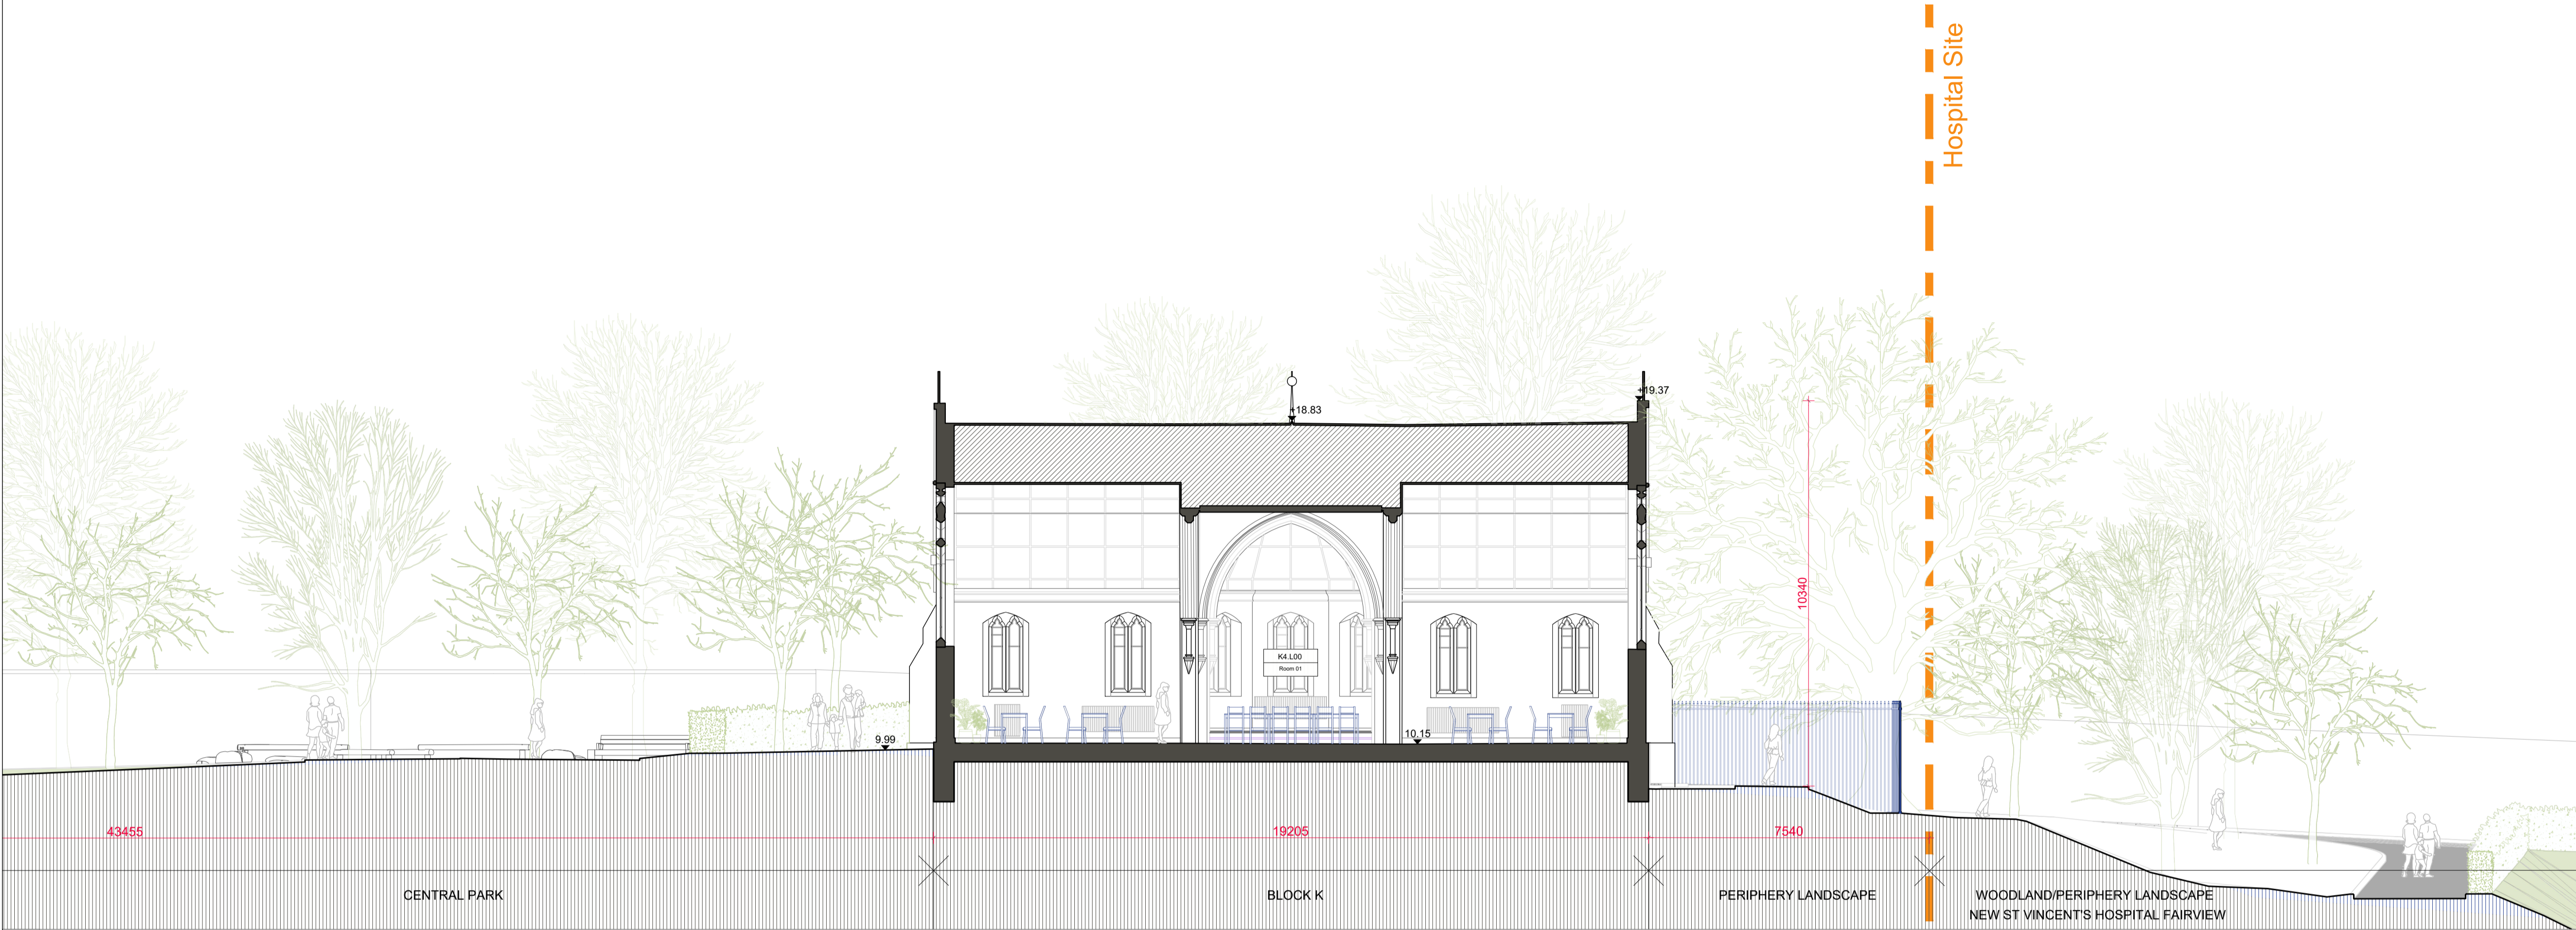 Hospital Site
+19.37
+18.83
10340
K4.L00
Room 01
9.99
10.15
43455
19205
7540
CENTRAL PARK
BLOCK K
PERIPHERY LANDSCAPE
WOODLAND/PERIPHERY LANDSCAPE
NEW ST VINCENT'S HOSPITAL FAIRVIEW